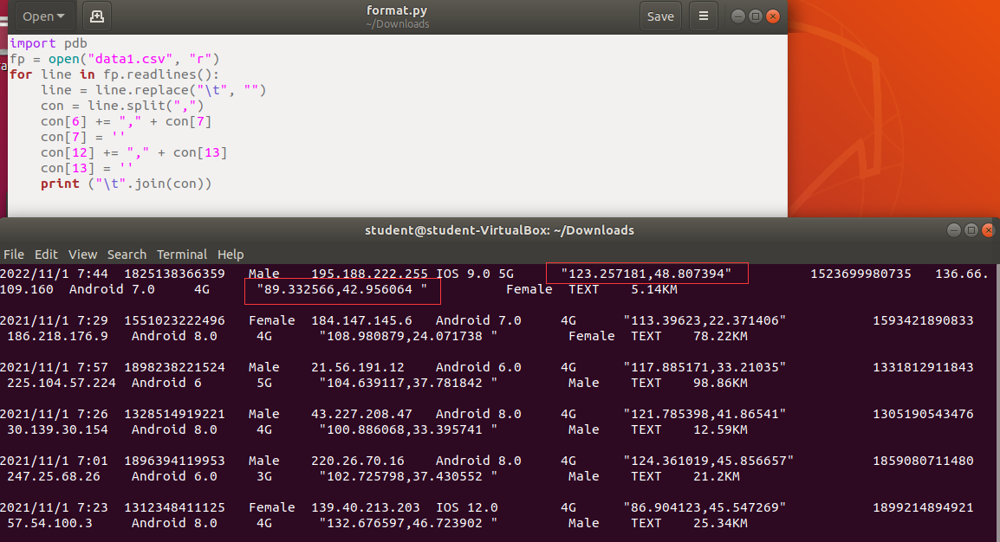 Open
format.py
~/Downloads
Save
import pdb
fp = open("data1.csv", "r")
for line in fp.readlines():
    line = line.replace("\t", "")
    con = line.split(",")
    con[6] += "," + con[7]
    con[7] = ''
    con[12] += "," + con[13]
    con[13] = ''
    print ("\t".join(con))
student@student-VirtualBox: ~/Downloads
File Edit View Search Terminal Help
2022/11/1 7:44 1825138366359 Male 195.188.222.255 IOS 9.0 5G "123.257181,48.807394" 1523699980735 136.66.
109.160 Android 7.0 4G "89.332566,42.956064 " Female TEXT 5.14KM
2021/11/1 7:29 1551023222496 Female 184.147.145.6 Android 7.0 4G "113.39623,22.371406" 1593421890833
186.218.176.9 Android 8.0 4G "108.980879,24.071738 " Female TEXT 78.22KM
2021/11/1 7:57 1898238221524 Male 21.56.191.12 Android 6.0 4G "117.885171,33.21035" 1331812911843
225.104.57.224 Android 6 5G "104.639117,37.781842 " Male TEXT 98.86KM
2021/11/1 7:26 1328514919221 Male 43.227.208.47 Android 8.0 4G "121.785398,41.86541" 1305190543476
30.139.30.154 Android 8.0 4G "100.886068,33.395741 " Male TEXT 12.59KM
2021/11/1 7:01 1896394119953 Male 220.26.70.16 Android 8.0 4G "124.361019,45.856657" 1859080711480
247.25.68.26 Android 6.0 3G "102.725798,37.430552 " Male TEXT 21.2KM
2021/11/1 7:23 1312348411125 Female 139.40.213.203 IOS 12.0 4G "86.904123,45.547269" 1899214894921
57.54.100.3 Android 8.0 4G "132.676597,46.723902 " Male TEXT 25.34KM